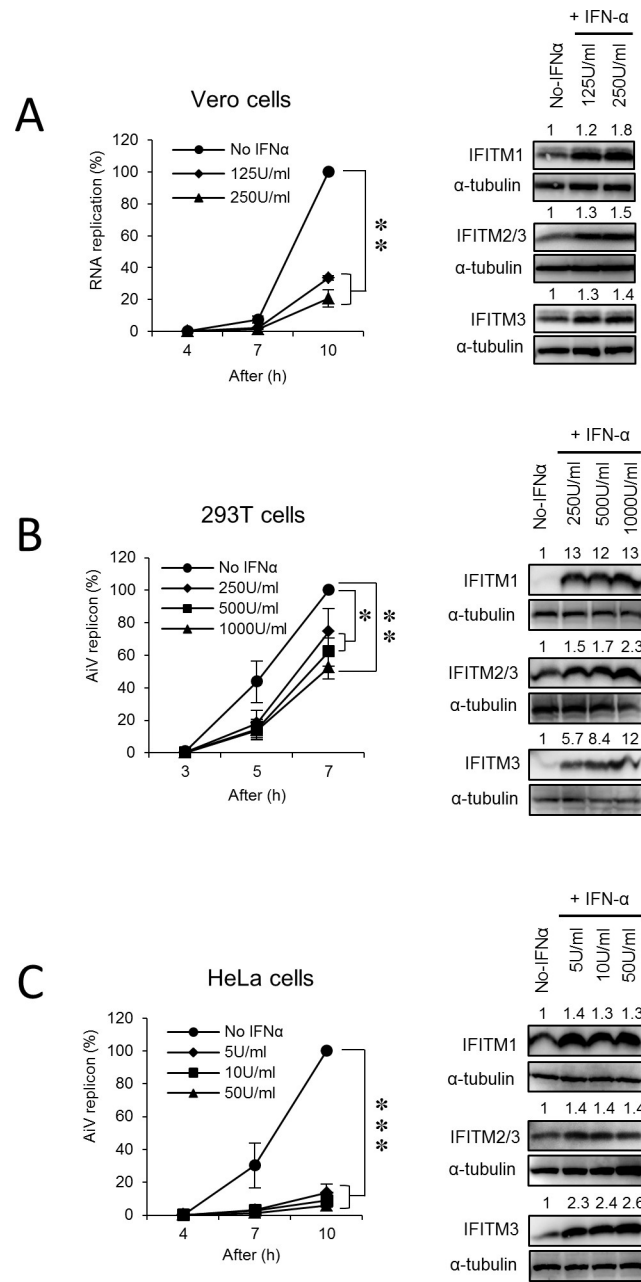 A
Vero cells
RNA replication (%)
120
100
80
60
40
20
0
No IFNα
125U/ml
250U/ml
**
4 7 10
After (h)
+ IFN-α
No-IFNα 125U/ml 250U/ml
1 1.2 1.8
IFITM1
α-tubulin
1 1.3 1.5
IFITM2/3
α-tubulin
1 1.3 1.4
IFITM3
α-tubulin
B
293T cells
AiV replicon (%)
120
100
80
60
40
20
0
No IFNα
250U/ml
500U/ml
1000U/ml
* **
3 5 7
After (h)
+ IFN-α
No-IFNα 250U/ml 500U/ml 1000U/ml
1 13 12 13
IFITM1
α-tubulin
1 1.5 1.7 2.3
IFITM2/3
α-tubulin
1 5.7 8.4 12
IFITM3
α-tubulin
C
HeLa cells
AiV replicon (%)
120
100
80
60
40
20
0
No IFNα
5U/ml
10U/ml
50U/ml
***
4 7 10
After (h)
+ IFN-α
No-IFNα 5U/ml 10U/ml 50U/ml
1 1.4 1.3 1.3
IFITM1
α-tubulin
1 1.4 1.4 1.4
IFITM2/3
α-tubulin
1 2.3 2.4 2.6
IFITM3
α-tubulin